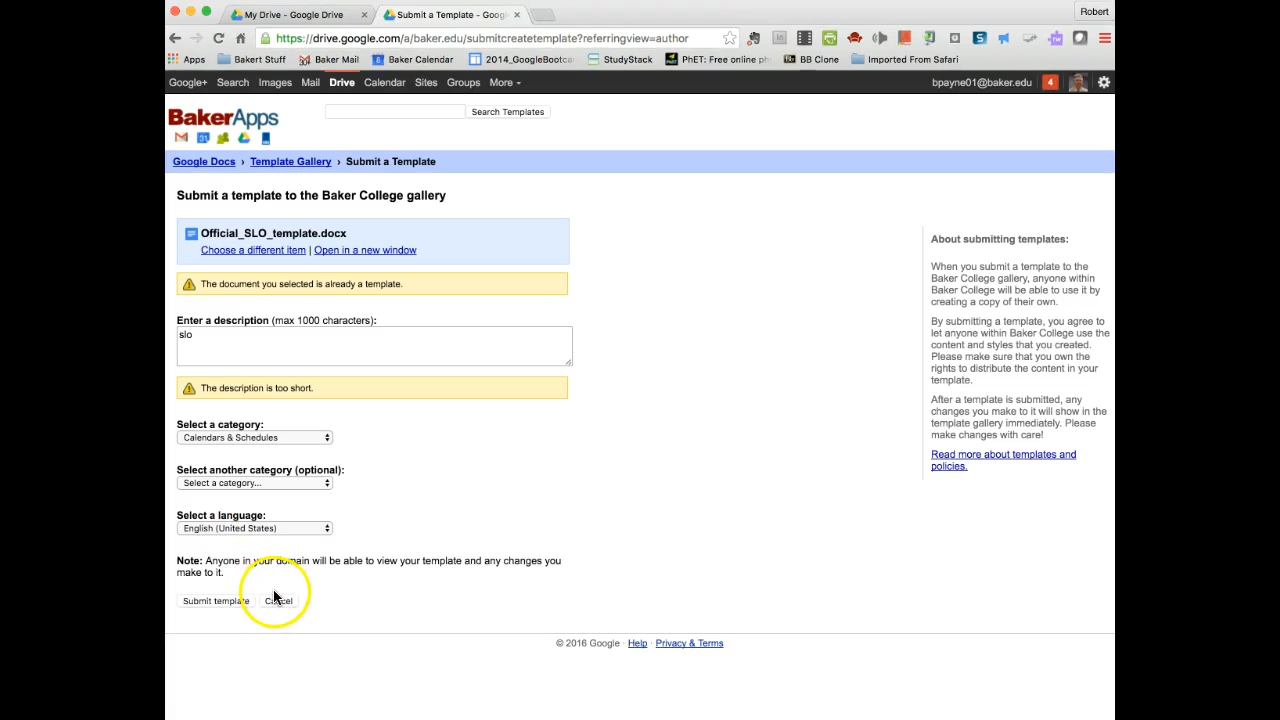 My Drive - Google Drive
Submit a Template - Goog
Robert
https://drive.google.com/a/baker.edu/submitcreatetemplate?referringview=author
Apps Bakert Stuff Baker Mail Baker Calendar 2014_GoogleBootca StudyStack PhET: Free online ph BB Clone Imported From Safari
Google+ Search Images Mail Drive Calendar Sites Groups More bpayne01@baker.edu 4
BakerApps Search Templates
Google Docs › Template Gallery › Submit a Template
Submit a template to the Baker College gallery
Official_SLO_template.docx
Choose a different item | Open in a new window
The document you selected is already a template.
Enter a description (max 1000 characters):
slo
The description is too short.
Select a category:
Calendars & Schedules
Select another category (optional):
Select a category...
Select a language:
English (United States)
Note: Anyone in your domain will be able to view your template and any changes you
make to it.
Submit template Cancel
About submitting templates:
When you submit a template to the
Baker College gallery, anyone within
Baker College will be able to use it by
creating a copy of their own.
By submitting a template, you agree to
let anyone within Baker College use the
content and styles that you created.
Please make sure that you own the
rights to distribute the content in your
template.
After a template is submitted, any
changes you make to it will show in the
template gallery immediately. Please
make changes with care!
Read more about templates and
policies.
© 2016 Google · Help · Privacy & Terms